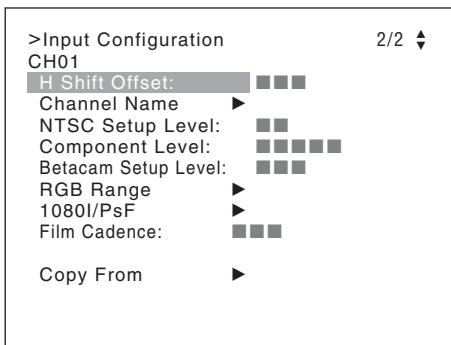 >Input Configuration 2/2
CH01
H Shift Offset: ■■■
Channel Name ►
NTSC Setup Level: ■■
Component Level: ■■■■■
Betacam Setup Level: ■■■
RGB Range ►
1080I/PsF ►
Film Cadence: ■■■
Copy From ►